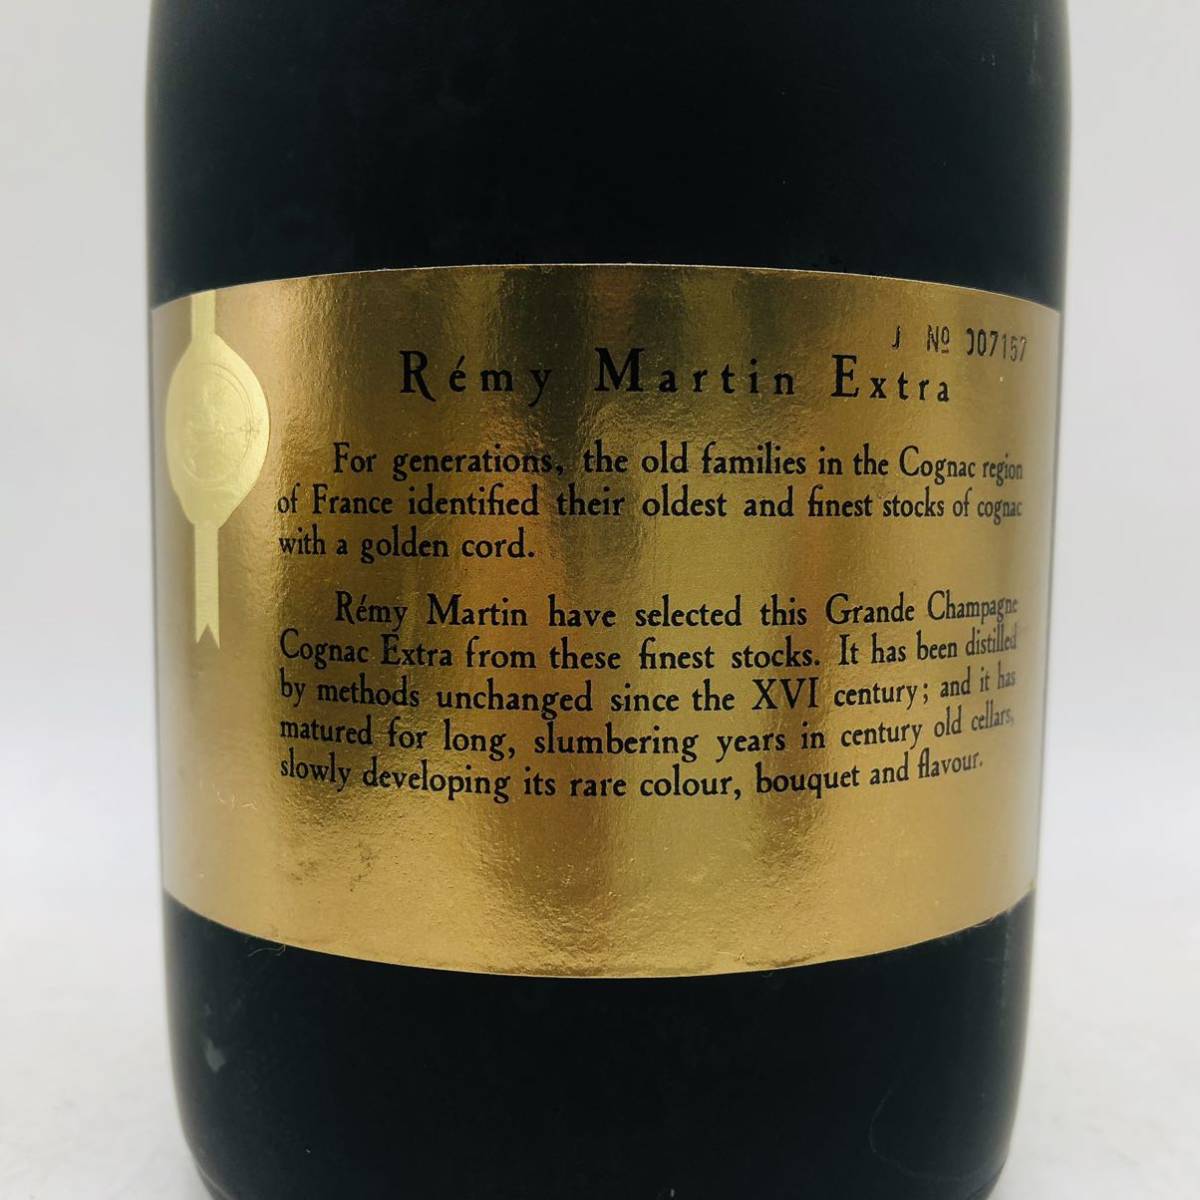 J Nº 007157
Rémy Martin Extra
For generations, the old families in the Cognac region
of France identified their oldest and finest stocks of cognac
with a golden cord.
Rémy Martin have selected this Grande Champagne
Cognac Extra from these finest stocks. It has been distilled
by methods unchanged since the XVI century; and it has
matured for long, slumbering years in century old cellars,
slowly developing its rare colour, bouquet and flavour.